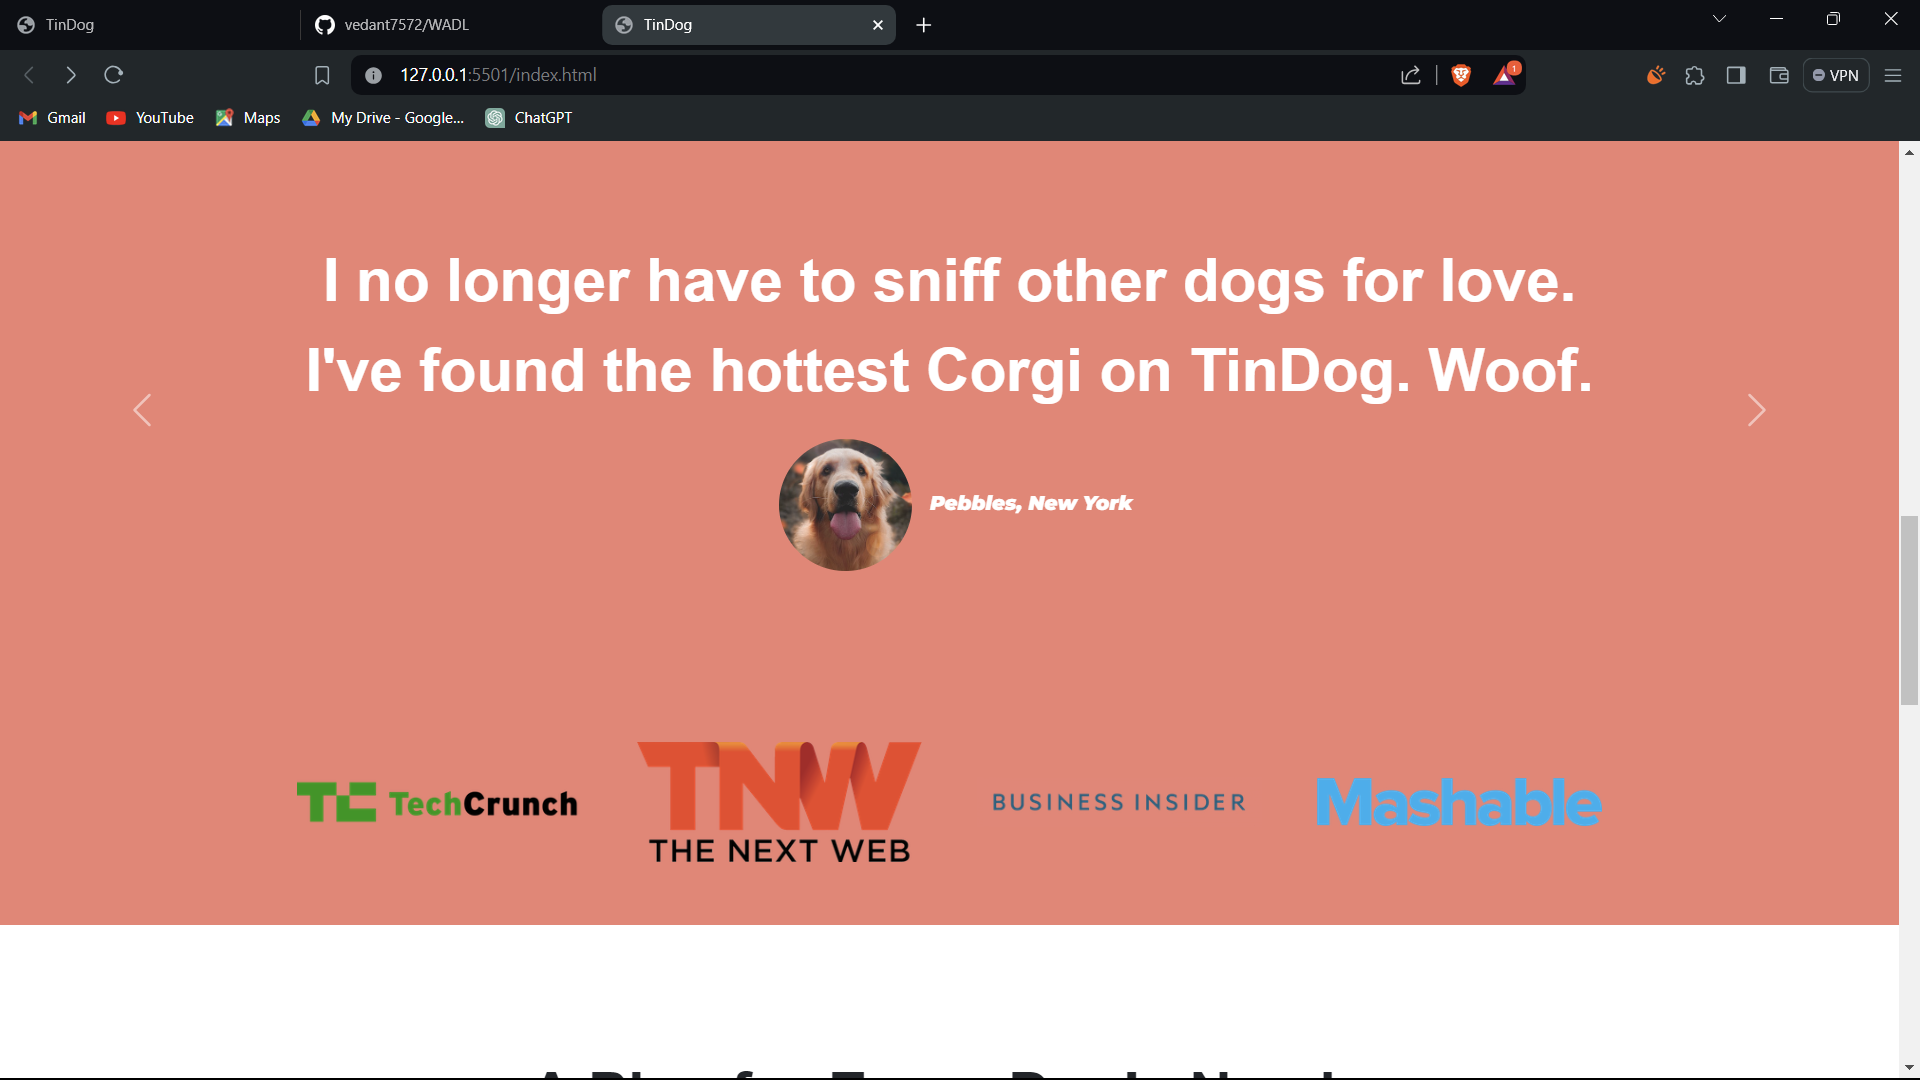 TinDog
vedant7572/WADL
TinDog
127.0.0.1:5501/index.html
1
VPN
Gmail
YouTube
Maps
My Drive - Google...
ChatGPT
I no longer have to sniff other dogs for love.
I've found the hottest Corgi on TinDog. Woof.
Pebbles, New York
TC TechCrunch
TNW
THE NEXT WEB
BUSINESS INSIDER
Mashable